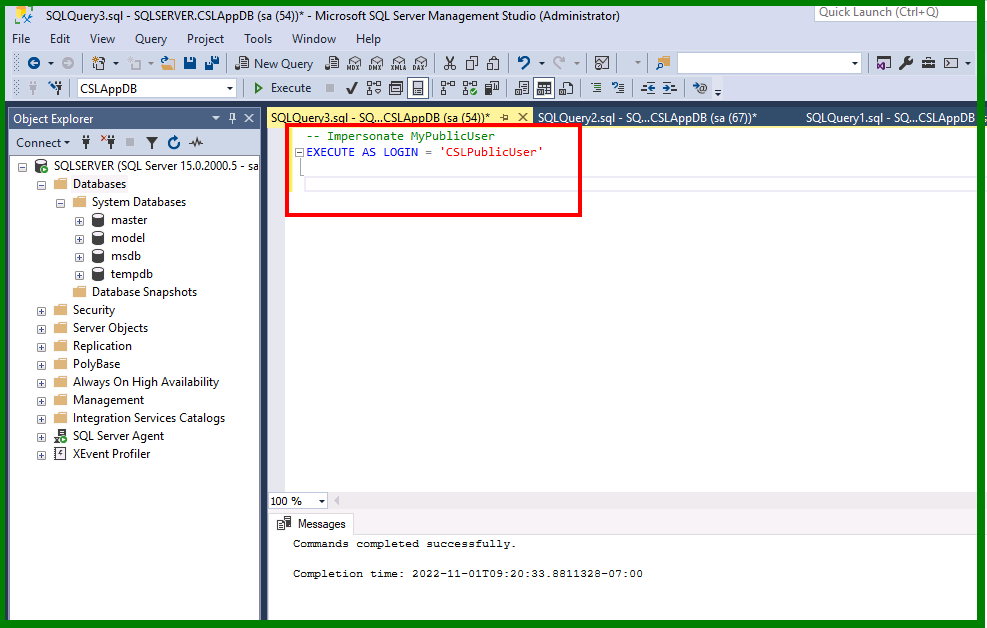 SQLQuery3.sql - SQLSERVER.CSLAppDB (sa (54))* - Microsoft SQL Server Management Studio (Administrator)
Quick Launch (Ctrl+Q)
File Edit View Query Project Tools Window Help
New Query MDX DMX XMLA DAX
CSLAppDB Execute
Object Explorer
SQLQuery3.sql - SQ...CSLAppDB (sa (54))* SQLQuery2.sql - SQ...CSLAppDB (sa (67))* SQLQuery1.sql - SQ...CSLAppDB
Connect
-- Impersonate MyPublicUser
EXECUTE AS LOGIN = 'CSLPublicUser'
SQLSERVER (SQL Server 15.0.2000.5 - sa
Databases
System Databases
master
model
msdb
tempdb
Database Snapshots
Security
Server Objects
Replication
PolyBase
Always On High Availability
Management
Integration Services Catalogs
SQL Server Agent
XEvent Profiler
100 %
Messages
Commands completed successfully.
Completion time: 2022-11-01T09:20:33.8811328-07:00